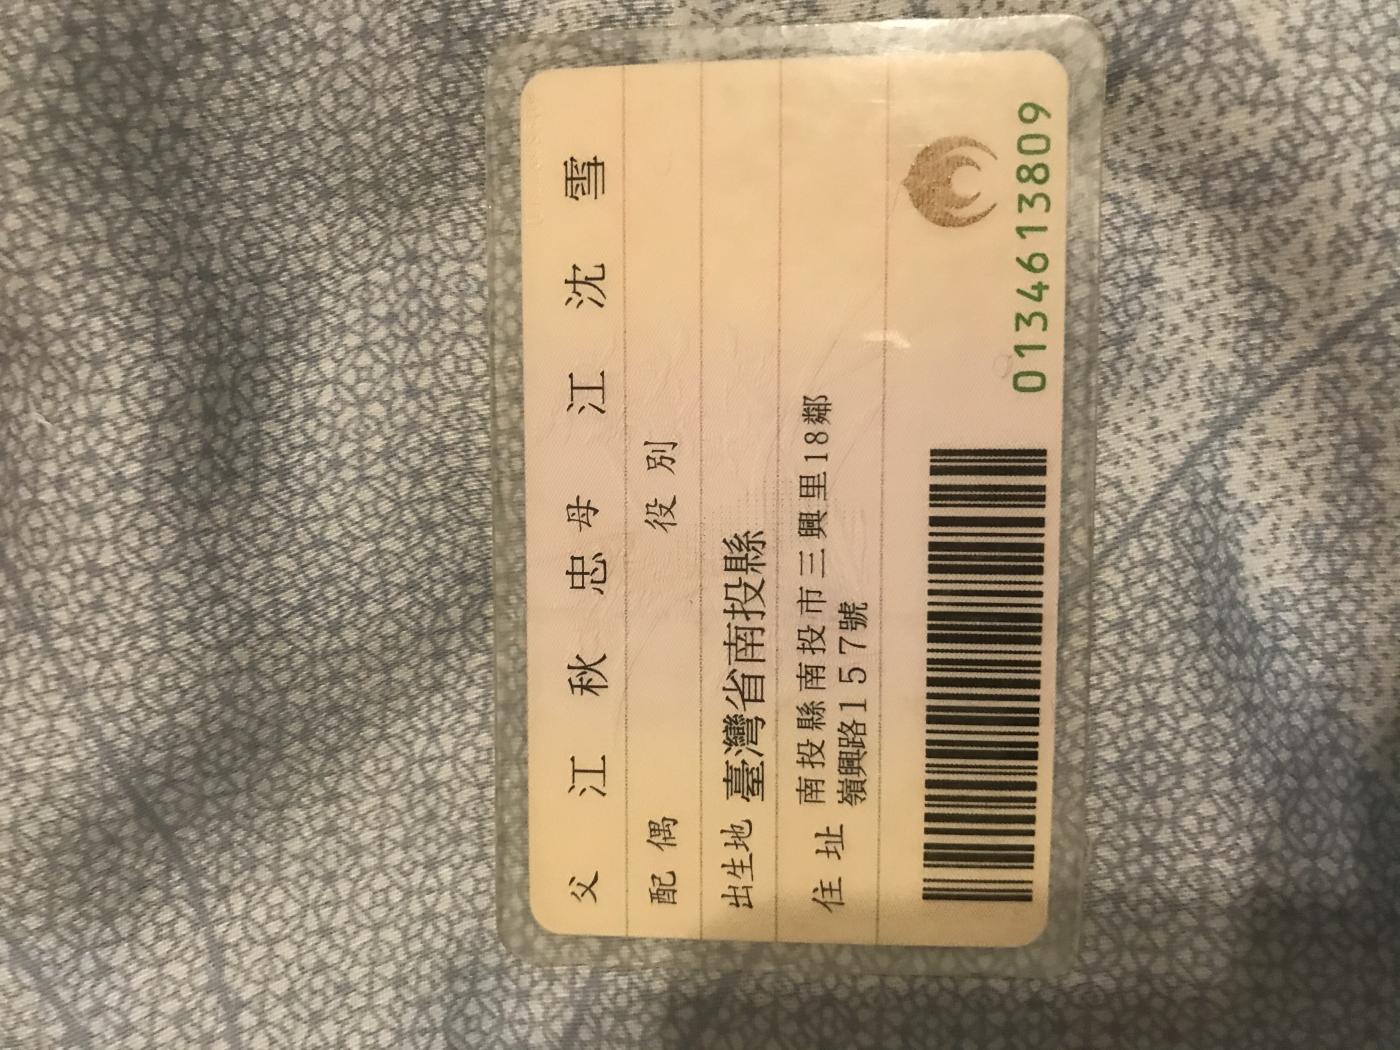 父 江 秋 忠 母 江 沈 雪
配偶 役別
出生地 臺灣省南投縣
住址 南投縣南投市三興里18鄰
嶺興路157號
0134613809